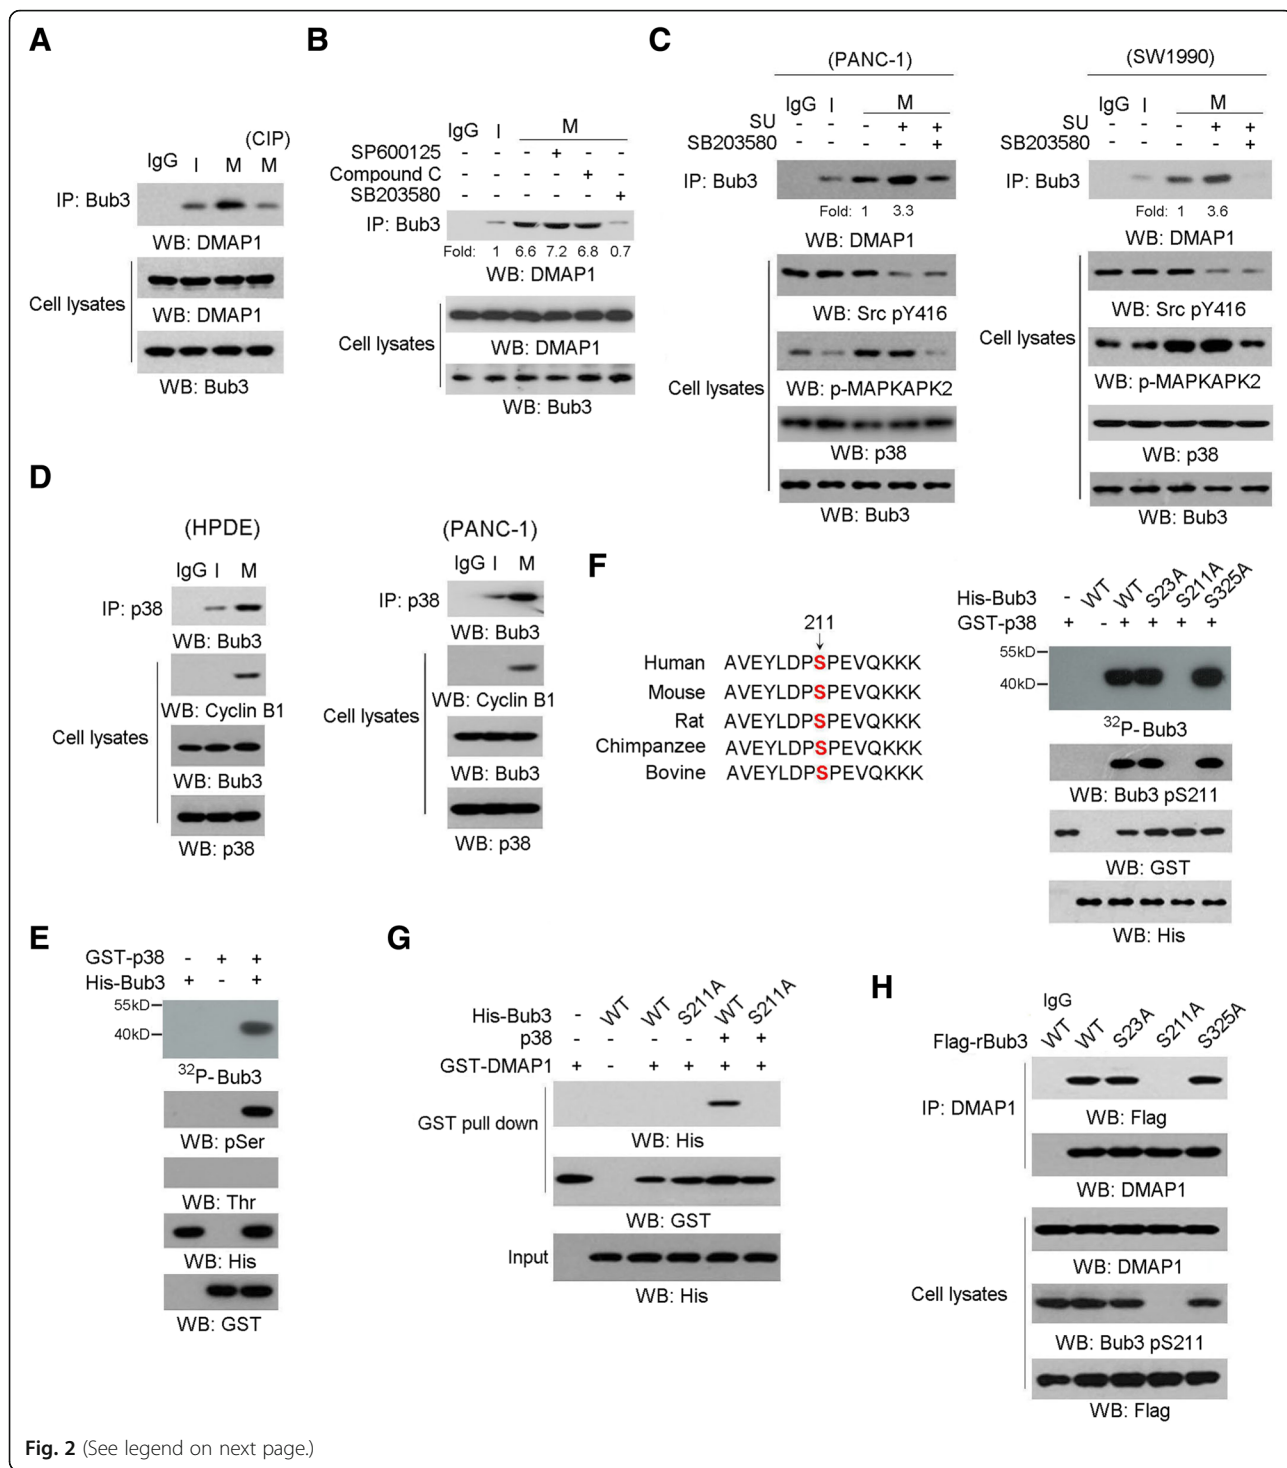 A
(CIP)
IgG I M M
IP: Bub3
WB: DMAP1
Cell lysates
WB: DMAP1
WB: Bub3
B
IgG I M
SP600125 - - - + - -
Compound C - - - - + -
SB203580 - - - - - +
IP: Bub3
Fold: 1 6.6 7.2 6.8 0.7
WB: DMAP1
Cell lysates
WB: DMAP1
WB: Bub3
C
(PANC-1)
IgG I M
SU - - - + +
SB203580 - - - - +
IP: Bub3
Fold: 1 3.3
WB: DMAP1
WB: Src pY416
Cell lysates
WB: p-MAPKAPK2
WB: p38
WB: Bub3
(SW1990)
IgG I M
SU - - - + +
SB203580 - - - - +
IP: Bub3
Fold: 1 3.6
WB: DMAP1
WB: Src pY416
Cell lysates
WB: p-MAPKAPK2
WB: p38
WB: Bub3
D
(HPDE)
IgG I M
IP: p38
WB: Bub3
WB: Cyclin B1
Cell lysates
WB: Bub3
WB: p38
(PANC-1)
IgG I M
IP: p38
WB: Bub3
WB: Cyclin B1
Cell lysates
WB: Bub3
WB: p38
E
GST-p38 - + +
His-Bub3 + - +
55kD
40kD
32P-Bub3
WB: pSer
WB: Thr
WB: His
WB: GST
F
211
Human AVEYLDPSPEVQKKK
Mouse AVEYLDPSPEVQKKK
Rat AVEYLDPSPEVQKKK
Chimpanzee AVEYLDPSPEVQKKK
Bovine AVEYLDPSPEVQKKK
His-Bub3 - WT WT S23A S211A S325A
GST-p38 + - + + + +
55kD
40kD
32P-Bub3
WB: Bub3 pS211
WB: GST
WB: His
G
His-Bub3 - WT WT S211A WT S211A
p38 - - - - + +
GST-DMAP1 + - + + + +
GST pull down
WB: His
WB: GST
Input
WB: His
H
IgG
Flag-rBub3 WT WT S23A S211A S325A
IP: DMAP1
WB: Flag
WB: DMAP1
WB: DMAP1
Cell lysates
WB: Bub3 pS211
WB: Flag
Fig. 2 (See legend on next page.)